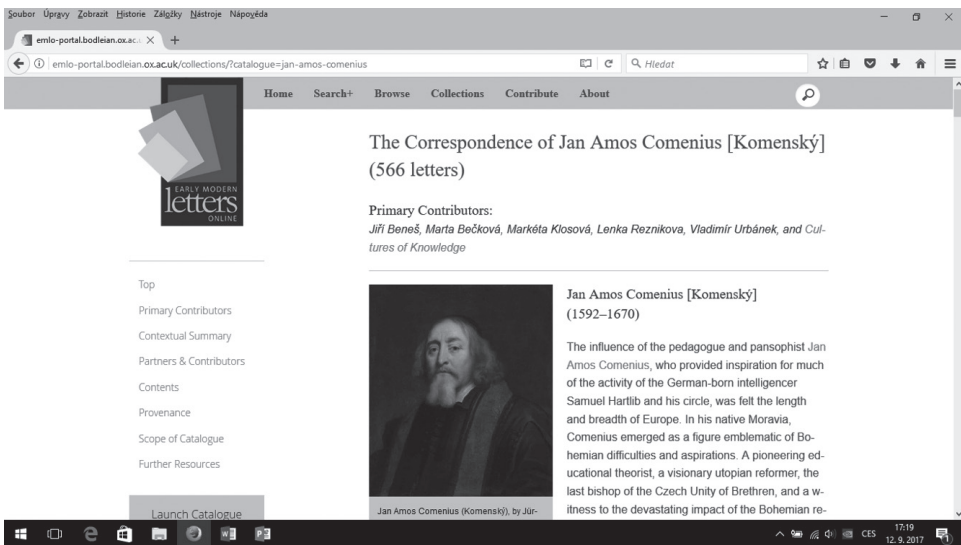 Soubor Úpravy Zobrazit Historie Záložky Nástroje Nápověda
emlo-portal.bodleian.ox.ac.u
emlo-portal.bodleian.ox.ac.uk/collections/?catalogue=jan-amos-comenius
Hledat
Home Search+ Browse Collections Contribute About
EARLY MODERN
letters
ONLINE
Top
Primary Contributors
Contextual Summary
Partners & Contributors
Contents
Provenance
Scope of Catalogue
Further Resources
Launch Catalogue
The Correspondence of Jan Amos Comenius [Komenský]
(566 letters)
Primary Contributors:
Jiří Beneš, Marta Bečková, Markéta Klosová, Lenka Reznikova, Vladimír Urbánek, and Cul-
tures of Knowledge
Jan Amos Comenius (Komenský), by Jür-
Jan Amos Comenius [Komenský]
(1592–1670)
The influence of the pedagogue and pansophist Jan
Amos Comenius, who provided inspiration for much
of the activity of the German-born intelligencer
Samuel Hartlib and his circle, was felt the length
and breadth of Europe. In his native Moravia,
Comenius emerged as a figure emblematic of Bo-
hemian difficulties and aspirations. A pioneering ed-
ucational theorist, a visionary utopian reformer, the
last bishop of the Czech Unity of Brethren, and a w-
itness to the devastating impact of the Bohemian re-
CES
17:19
12. 9. 2017